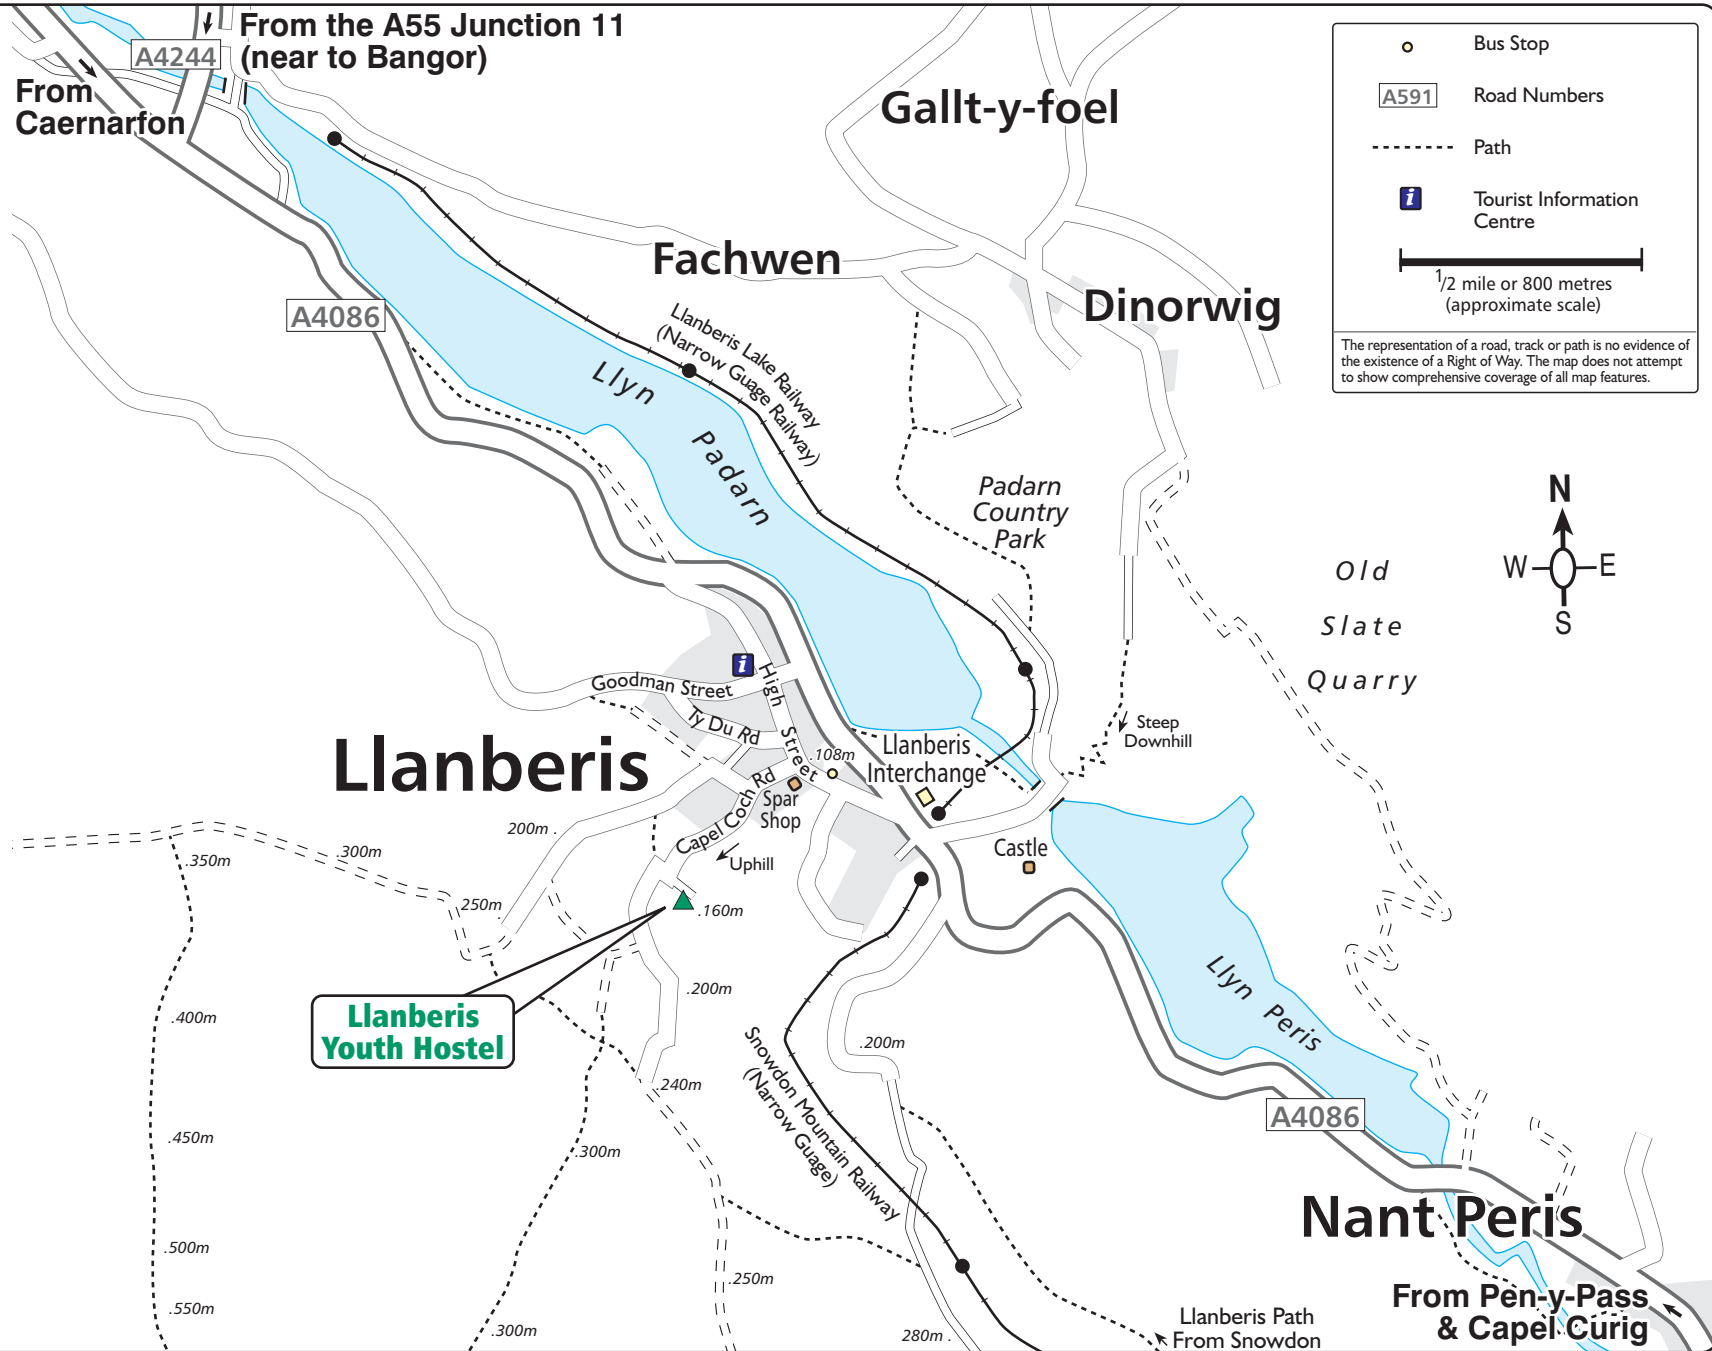 From the A55 Junction 11
(near to Bangor)
A4244
From
Caernarfon
Gallt-y-foel
Bus Stop
A591
Road Numbers
Path
i
Tourist Information
Centre
1/2 mile or 800 metres
(approximate scale)
The representation of a road, track or path is no evidence of
the existence of a Right of Way. The map does not attempt
to show comprehensive coverage of all map features.
Fachwen
Dinorwig
A4086
Llanberis Lake Railway
(Narrow Guage Railway)
Llyn
Padarn
Padarn
Country
Park
N
W
E
S
Old
Slate
Quarry
i
Goodman Street
High
Street
Ty Du Rd
Steep
Downhill
Llanberis
.108m
Llanberis
Interchange
Capel Coch Rd
Spar
Shop
Uphill
200m .
.300m
.350m
Castle
250m.
.160m
Llyn Peris
.200m
Llanberis
Youth Hostel
.400m
.200m
Snowdon Mountain Railway
(Narrow Guage)
.240m
A4086
.450m
.300m
Nant Peris
.500m
.250m
.550m
.300m
280m .
Llanberis Path
From Snowdon
From Pen-y-Pass
& Capel Curig